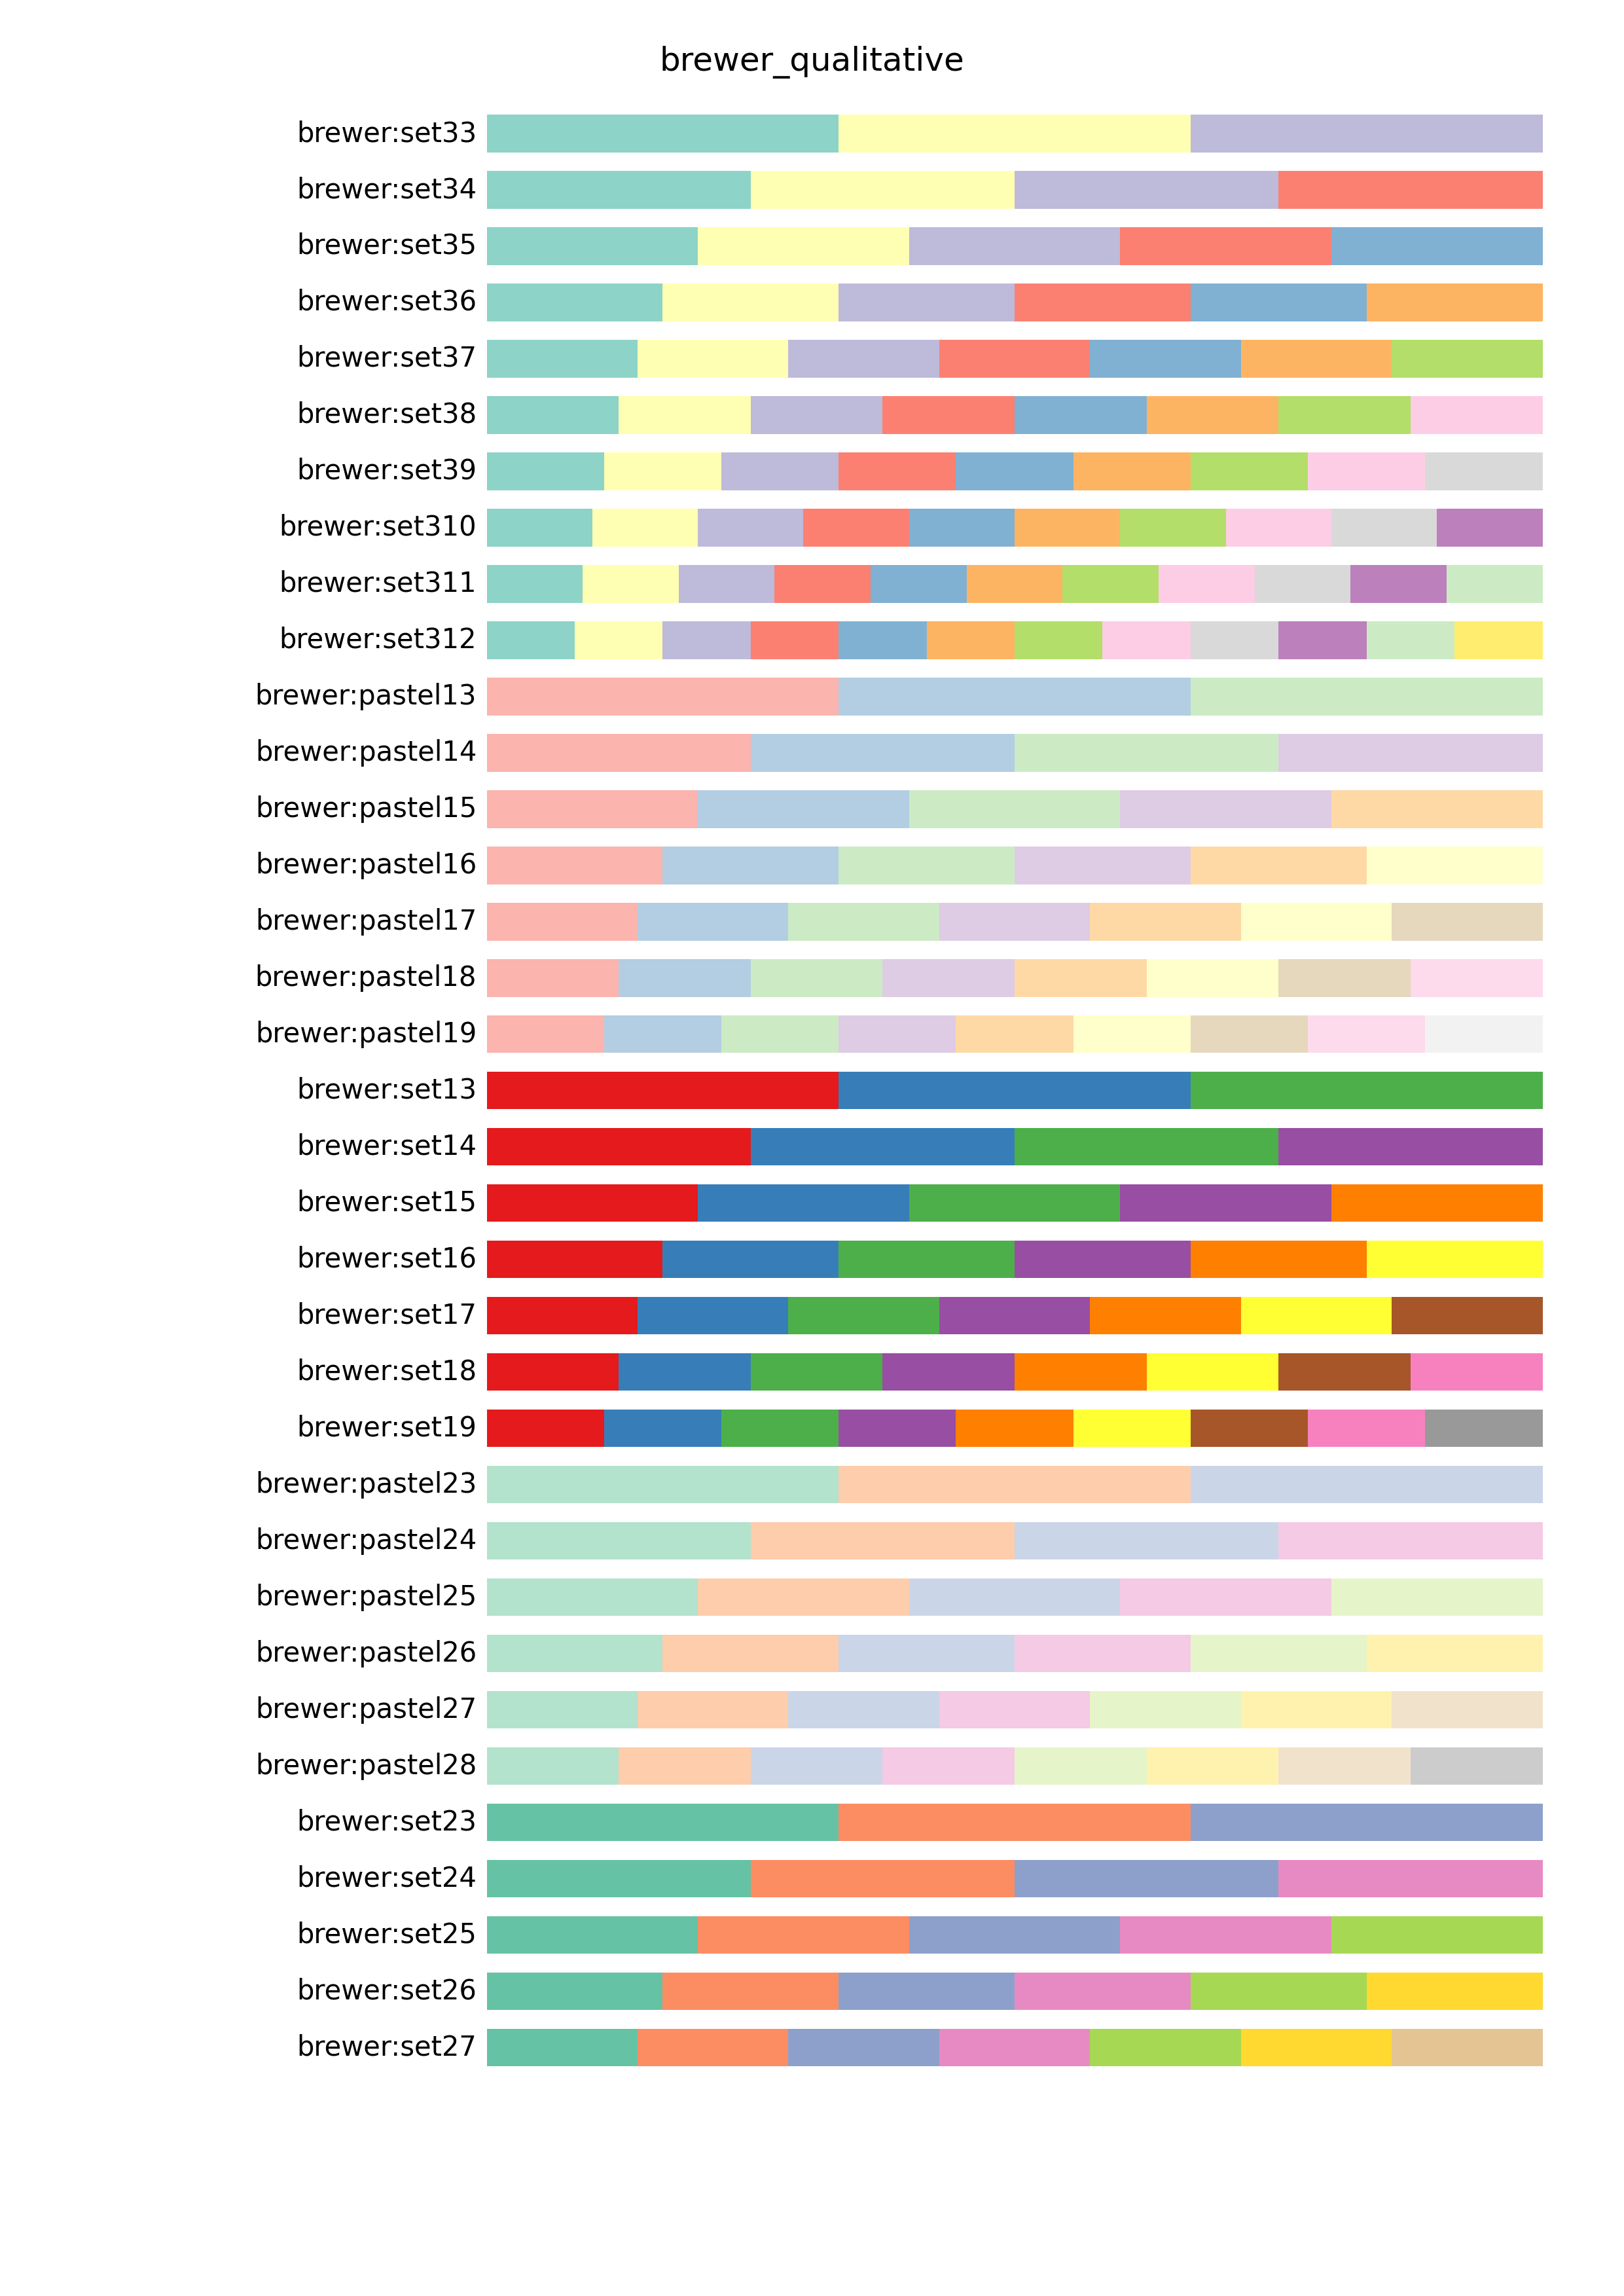 brewer_qualitative
brewer:set33
brewer:set34
brewer:set35
brewer:set36
brewer:set37
brewer:set38
brewer:set39
brewer:set310
brewer:set311
brewer:set312
brewer:pastel13
brewer:pastel14
brewer:pastel15
brewer:pastel16
brewer:pastel17
brewer:pastel18
brewer:pastel19
brewer:set13
brewer:set14
brewer:set15
brewer:set16
brewer:set17
brewer:set18
brewer:set19
brewer:pastel23
brewer:pastel24
brewer:pastel25
brewer:pastel26
brewer:pastel27
brewer:pastel28
brewer:set23
brewer:set24
brewer:set25
brewer:set26
brewer:set27